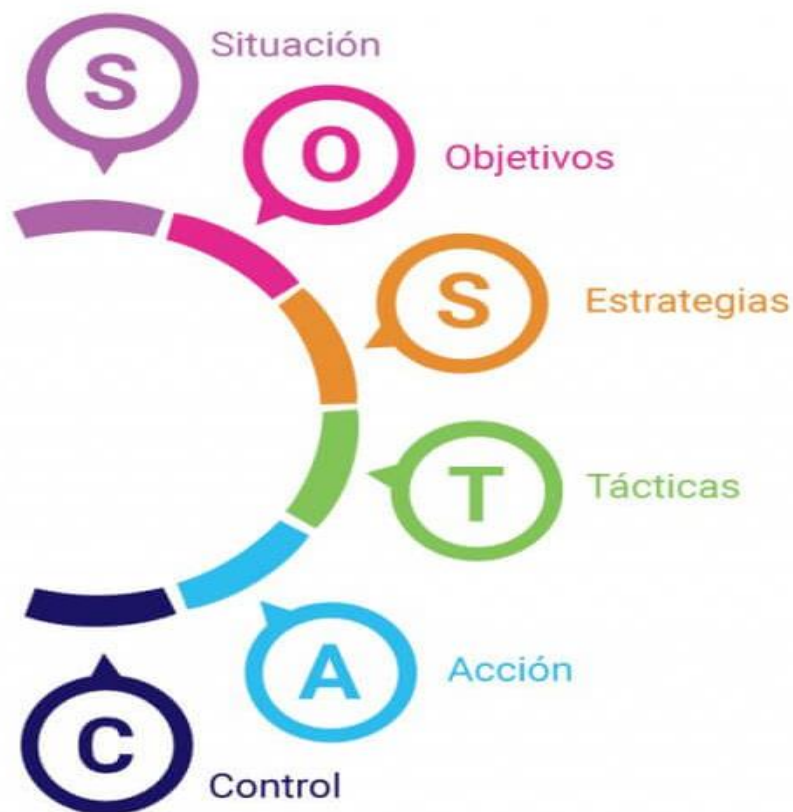 S Situación
O Objetivos
S Estrategias
T Tácticas
A Acción
C Control